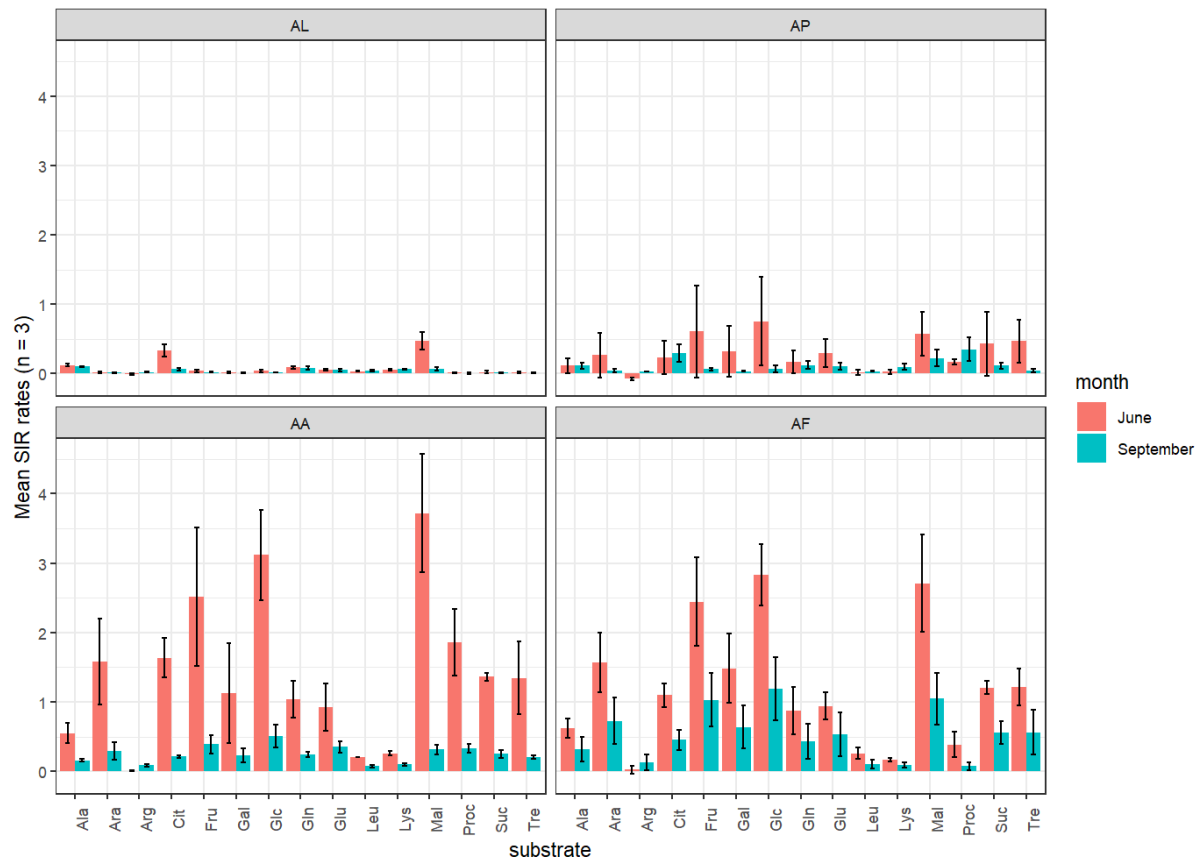 AL
AP
4
3
2
1
0
Mean SIR rates (n = 3)
month
June
September
AA
AF
4
3
2
1
0
Ala
Ara
Arg
Cit
Fru
Gal
Glc
Gln
Glu
Leu
Lys
Mal
Proc
Suc
Tre
Ala
Ara
Arg
Cit
Fru
Gal
Glc
Gln
Glu
Leu
Lys
Mal
Proc
Suc
Tre
substrate